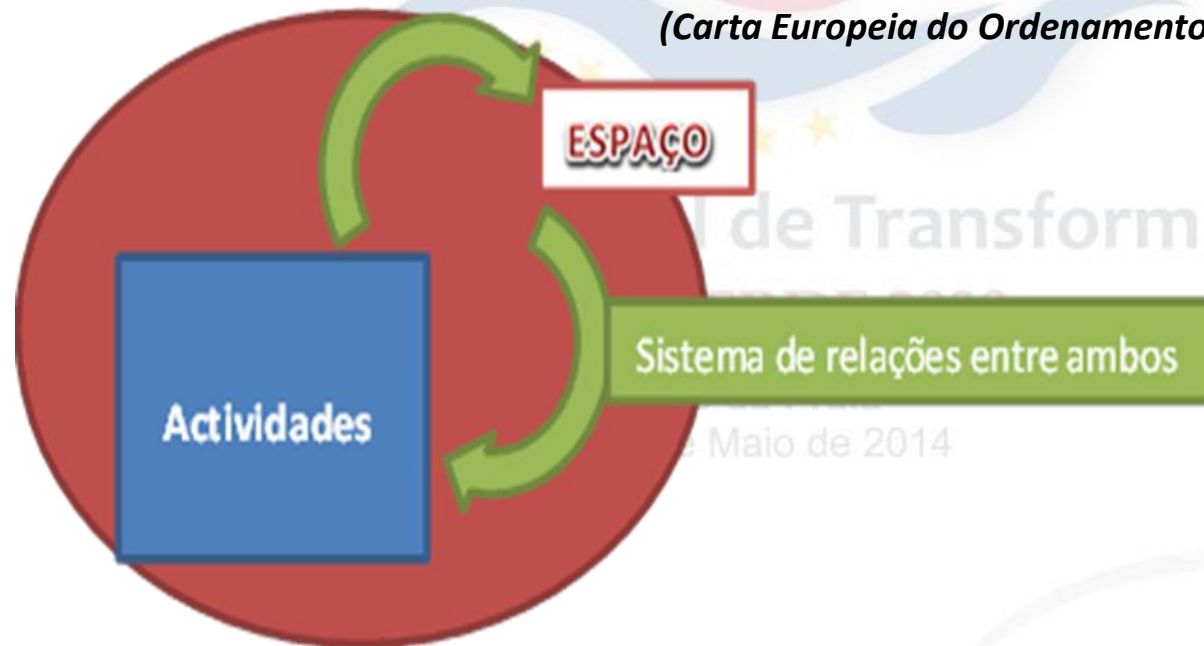 (Carta Europeia do Ordenamento
ESPAÇO
l de Transform
Sistema de relações entre ambos
Actividades
e Maio de 2014